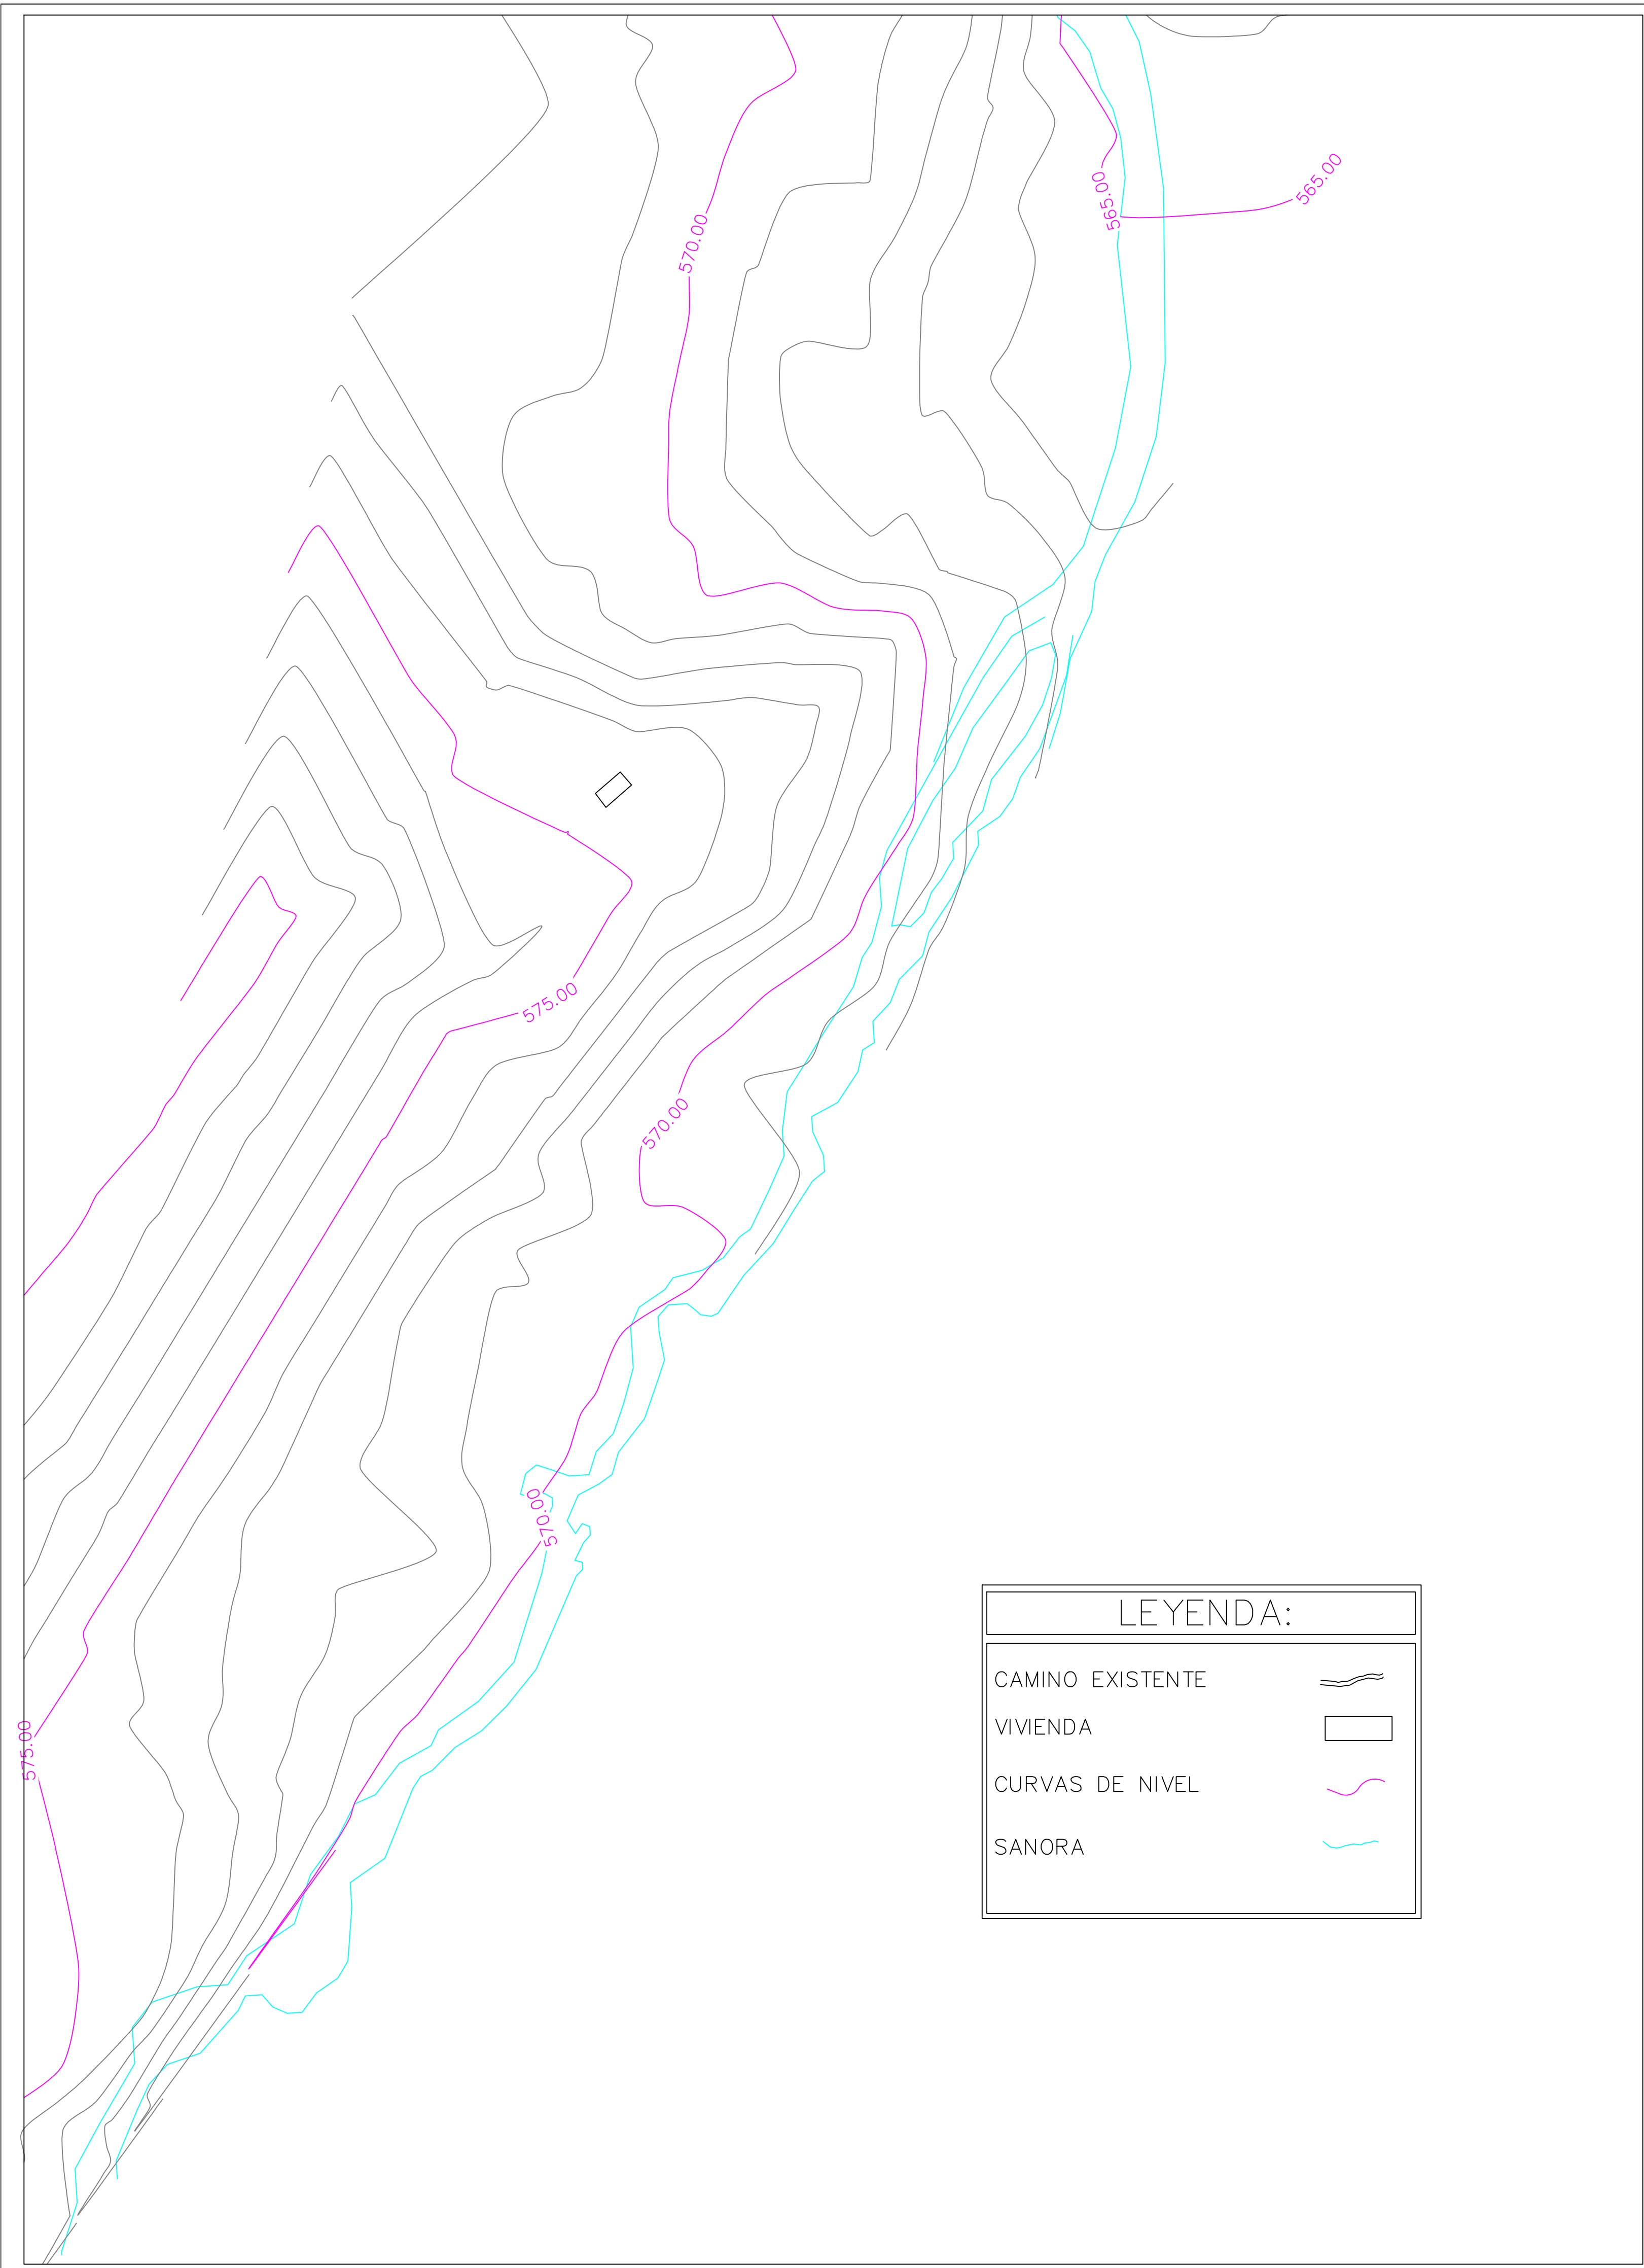 565.00
565.00
570.00
575.00
570.00
570.00
575.00
LEYENDA:
CAMINO EXISTENTE
VIVIENDA
CURVAS DE NIVEL
SANORA